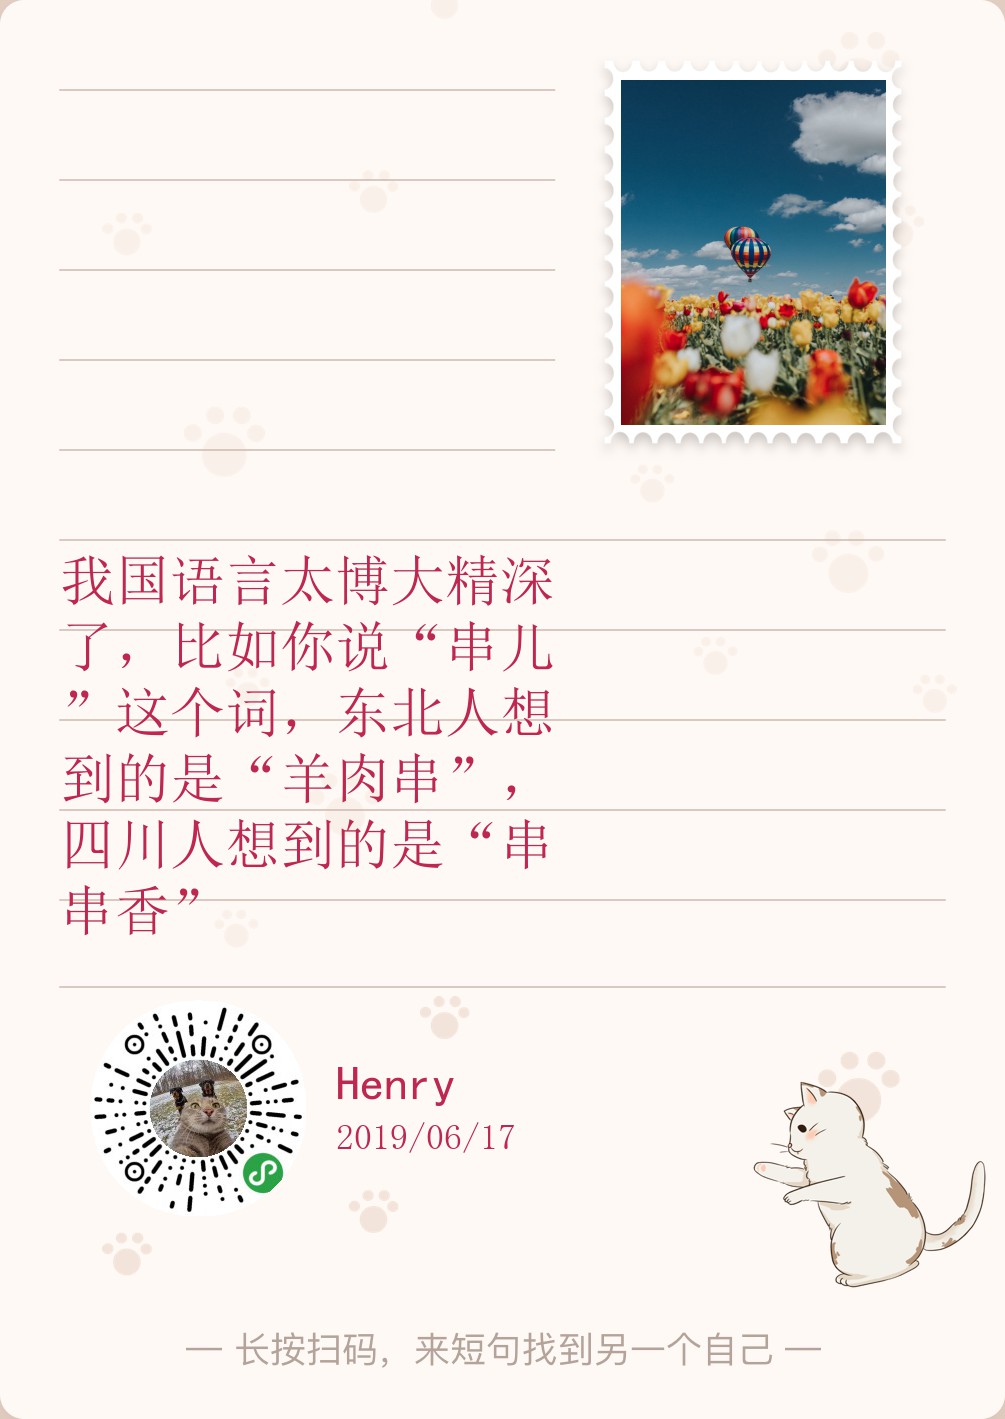 我国语言太博大精深
了，比如你说“串儿
”这个词，东北人想
到的是“羊肉串”，
四川人想到的是“串
串香”
Henry
2019/06/17
— 长按扫码，来短句找到另一个自己 —